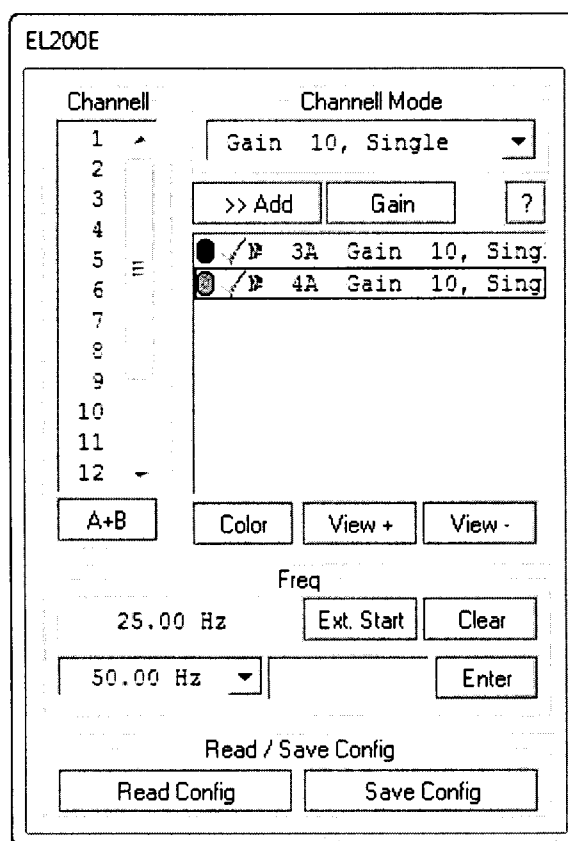 EL200E
Channell
1
2
3
4
5
6
7
8
9
10
11
12
A+B
Channell Mode
Gain 10, Single
>> Add Gain ?
3A Gain 10, Sing
4A Gain 10, Sing
Color View + View -
Freq
25.00 Hz Ext. Start Clear
50.00 Hz Enter
Read / Save Config
Read Config Save Config